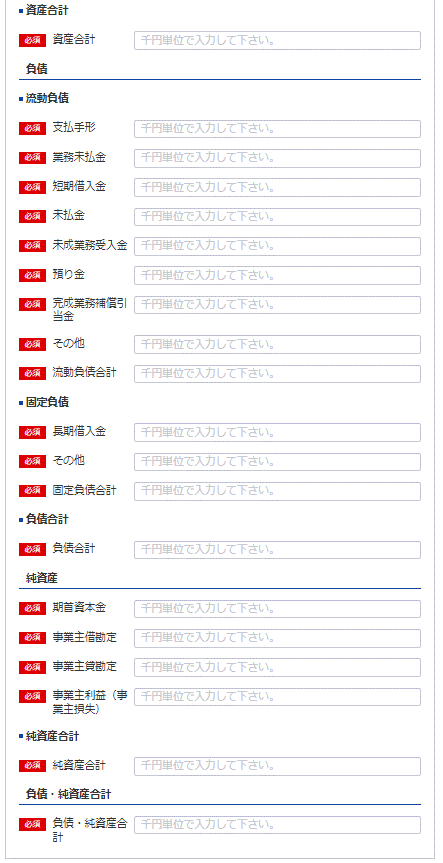 資産合計
必須 資産合計 千円単位で入力して下さい。
負債
流動負債
必須 支払手形 千円単位で入力して下さい。
必須 業務未払金 千円単位で入力して下さい。
必須 短期借入金 千円単位で入力して下さい。
必須 未払金 千円単位で入力して下さい。
必須 未成業務受入金 千円単位で入力して下さい。
必須 預り金 千円単位で入力して下さい。
必須 完成業務補償引 千円単位で入力して下さい。
当金
必須 その他 千円単位で入力して下さい。
必須 流動負債合計 千円単位で入力して下さい。
固定負債
必須 長期借入金 千円単位で入力して下さい。
必須 その他 千円単位で入力して下さい。
必須 固定負債合計 千円単位で入力して下さい。
負債合計
必須 負債合計 千円単位で入力して下さい。
純資産
必須 期首資本金 千円単位で入力して下さい。
必須 事業主借勘定 千円単位で入力して下さい。
必須 事業主貸勘定 千円単位で入力して下さい。
必須 事業主利益（事 千円単位で入力して下さい。
業主損失）
純資産合計
必須 純資産合計 千円単位で入力して下さい。
負債・純資産合計
必須 負債・純資産合 千円単位で入力して下さい。
計